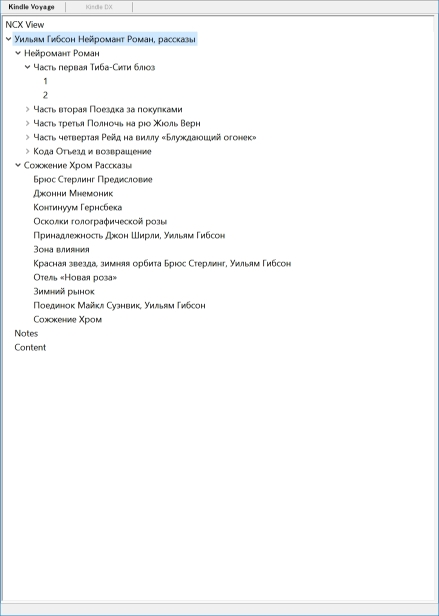 Kindle Voyage Kindle DX
NCX View
Уильям Гибсон Нейромант Роман, рассказы
Нейромант Роман
Часть первая Тиба-Сити блюз
1
2
Часть вторая Поездка за покупками
Часть третья Полночь на рю Жюль Верн
Часть четвертая Рейд на виллу «Блуждающий огонек»
Кода Отъезд и возвращение
Сожжение Хром Рассказы
Брюс Стерлинг Предисловие
Джонни Мнемоник
Континуум Гернсбека
Осколки голографической розы
Принадлежность Джон Ширли, Уильям Гибсон
Зона влияния
Красная звезда, зимняя орбита Брюс Стерлинг, Уильям Гибсон
Отель «Новая роза»
Зимний рынок
Поединок Майкл Суэнвик, Уильям Гибсон
Сожжение Хром
Notes
Content